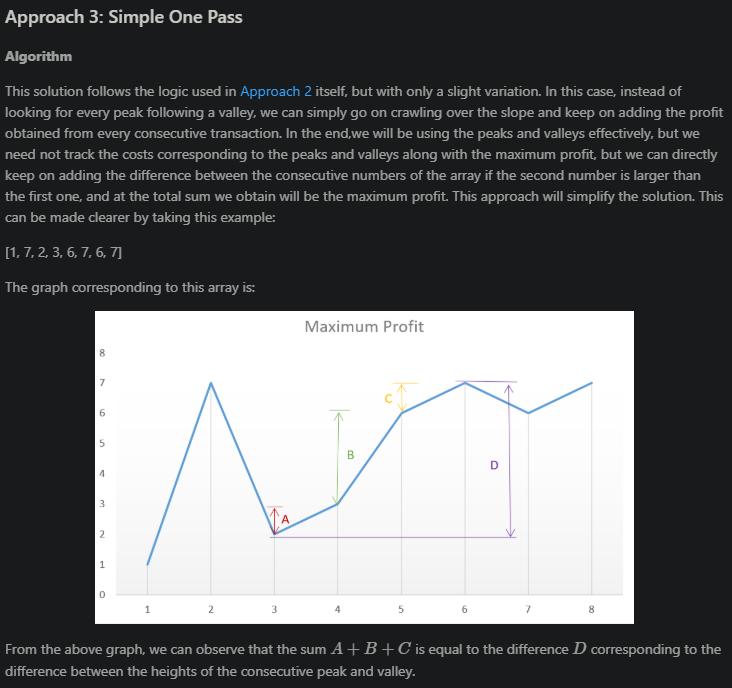 Approach 3: Simple One Pass
Algorithm
This solution follows the logic used in Approach 2 itself, but with only a slight variation. In this case, instead of
looking for every peak following a valley, we can simply go on crawling over the slope and keep on adding the profit
obtained from every consecutive transaction. In the end,we will be using the peaks and valleys effectively, but we
need not track the costs corresponding to the peaks and valleys along with the maximum profit, but we can directly
keep on adding the difference between the consecutive numbers of the array if the second number is larger than
the first one, and at the total sum we obtain will be the maximum profit. This approach will simplify the solution. This
can be made clearer by taking this example:
[1, 7, 2, 3, 6, 7, 6, 7]
The graph corresponding to this array is:
Maximum Profit
8
7
6
5
4
3
2
1
0
A
B
C
D
1 2 3 4 5 6 7 8
From the above graph, we can observe that the sum A + B + C is equal to the difference D corresponding to the
difference between the heights of the consecutive peak and valley.